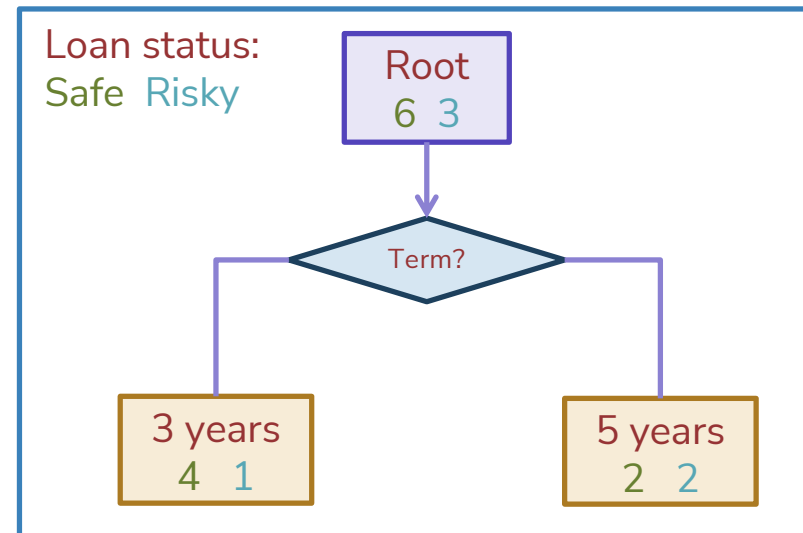 Loan status:
Safe Risky
Root
6 3
Term?
3 years
4 1
5 years
2 2